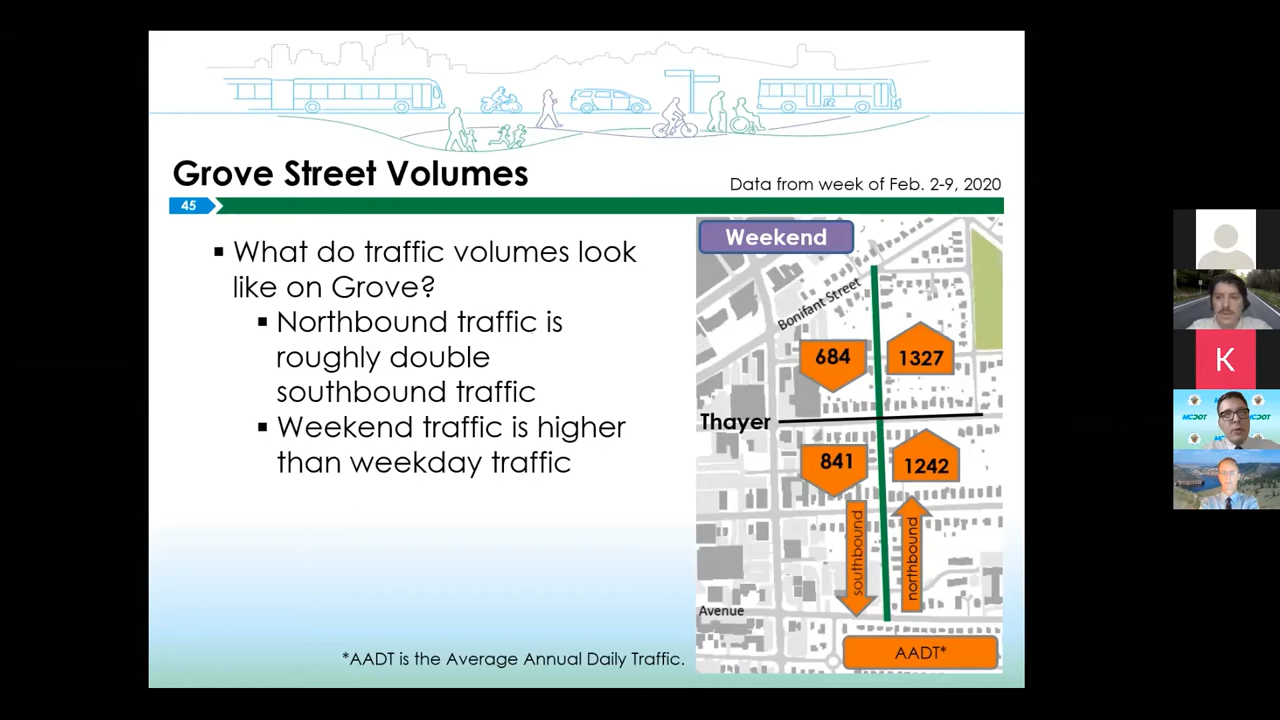 Grove Street Volumes
Data from week of Feb. 2-9, 2020
45
▪ What do traffic volumes look
like on Grove?
▪ Northbound traffic is
roughly double
southbound traffic
▪ Weekend traffic is higher
than weekday traffic
*AADT is the Average Annual Daily Traffic.
Weekend
Bonifant Street
684
1327
Thayer
841
1242
southbound
northbound
Avenue
AADT*
K
MCDOT
MCDOT